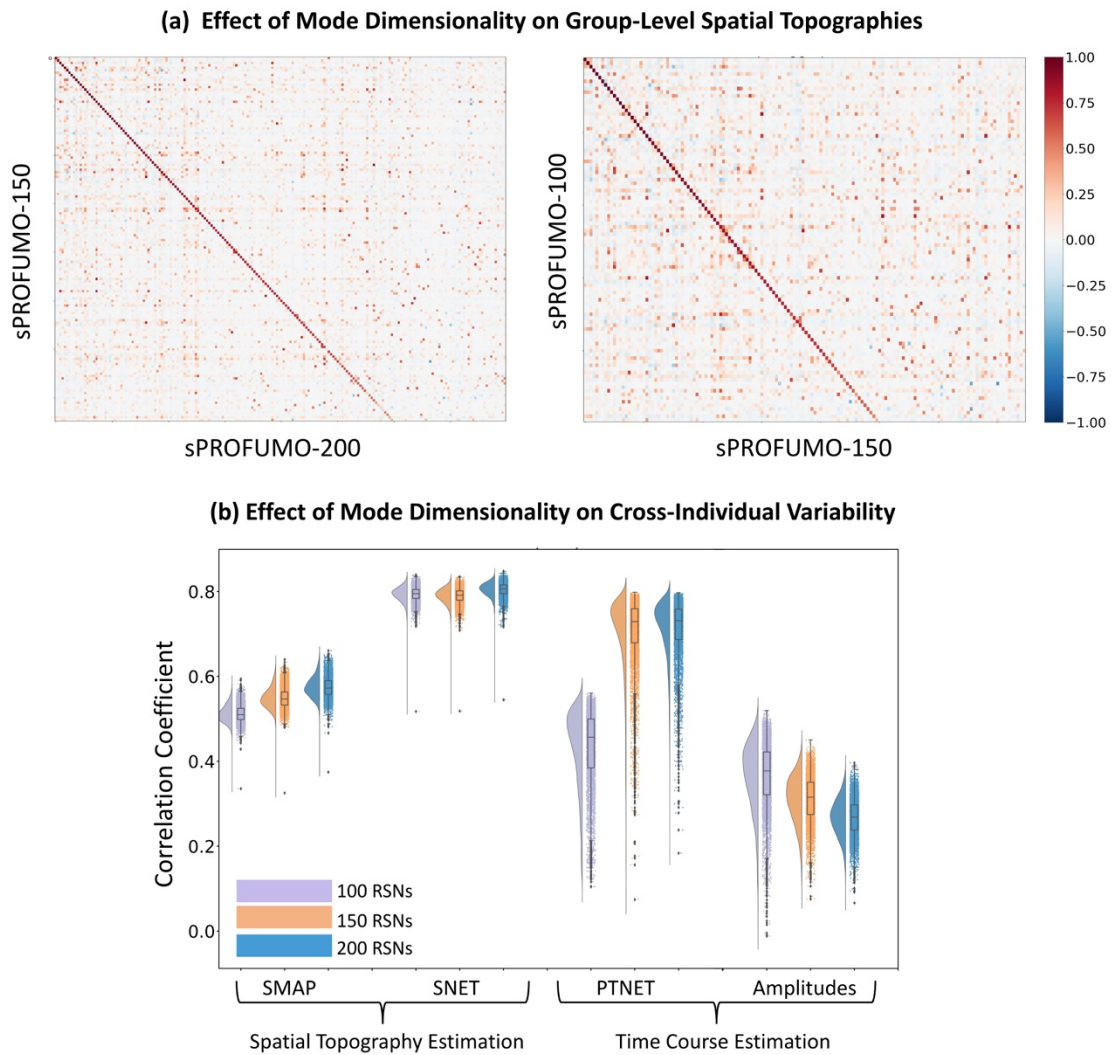 (a) Effect of Mode Dimensionality on Group-Level Spatial Topographies
sPROFUMO-150
sPROFUMO-200
sPROFUMO-100
sPROFUMO-150
1.00
0.75
0.50
0.25
0.00
−0.25
−0.50
−0.75
−1.00
(b) Effect of Mode Dimensionality on Cross-Individual Variability
Correlation Coefficient
0.8
0.6
0.4
0.2
0.0
100 RSNs
150 RSNs
200 RSNs
SMAP SNET PTNET Amplitudes
Spatial Topography Estimation Time Course Estimation